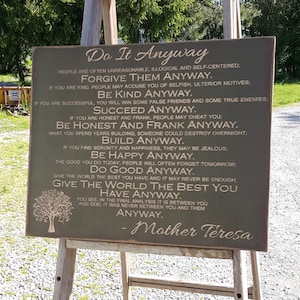 Do It Anyway
PEOPLE ARE OFTEN UNREASONABLE, ILLOGICAL AND SELF-CENTERED;
FORGIVE THEM ANYWAY.
IF YOU ARE KIND, PEOPLE MAY ACCUSE YOU OF SELFISH, ULTERIOR MOTIVES;
BE KIND ANYWAY.
IF YOU ARE SUCCESSFUL, YOU WILL WIN SOME FALSE FRIENDS AND SOME TRUE ENEMIES;
SUCCEED ANYWAY.
IF YOU ARE HONEST AND FRANK, PEOPLE MAY CHEAT YOU;
BE HONEST AND FRANK ANYWAY.
WHAT YOU SPEND YEARS BUILDING, SOMEONE COULD DESTROY OVERNIGHT;
BUILD ANYWAY.
IF YOU FIND SERENITY AND HAPPINESS, THEY MAY BE JEALOUS;
BE HAPPY ANYWAY.
THE GOOD YOU DO TODAY, PEOPLE WILL OFTEN FORGET TOMORROW;
DO GOOD ANYWAY.
GIVE THE WORLD THE BEST YOU HAVE AND IT MAY NEVER BE ENOUGH;
GIVE THE WORLD THE BEST YOU
HAVE ANYWAY.
YOU SEE, IN THE FINAL ANALYSIS IT IS BETWEEN YOU
AND GOD; IT WAS NEVER BETWEEN YOU AND THEM
ANYWAY.
- Mother Teresa